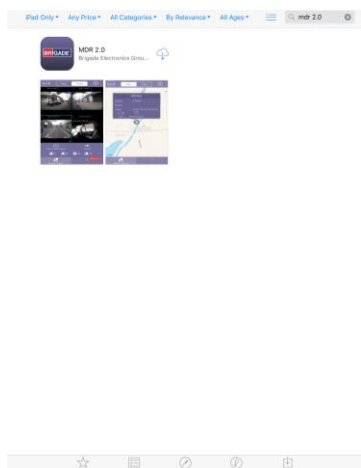 iPad Only Any Price All Categories By Relevance All Ages mdr 2.0
BRIGADE
MDR 2.0
Brigade Electronics Groo...